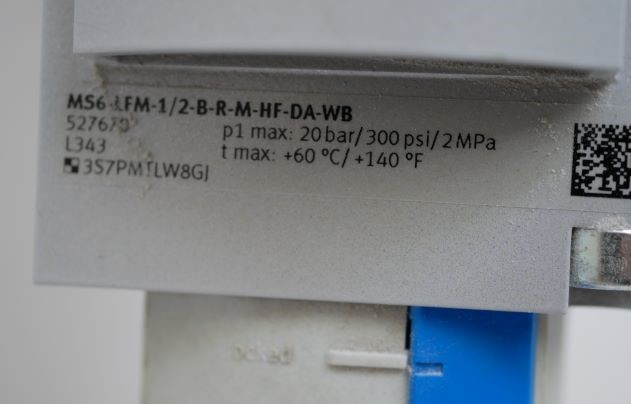 MS6-LFM-1/2-B-R-M-HF-DA-WB
527670 p1 max: 20 bar/300 psi/2 MPa
L343 t max: +60 °C/ +140 °F
3S7PMTLW8GJ
locked